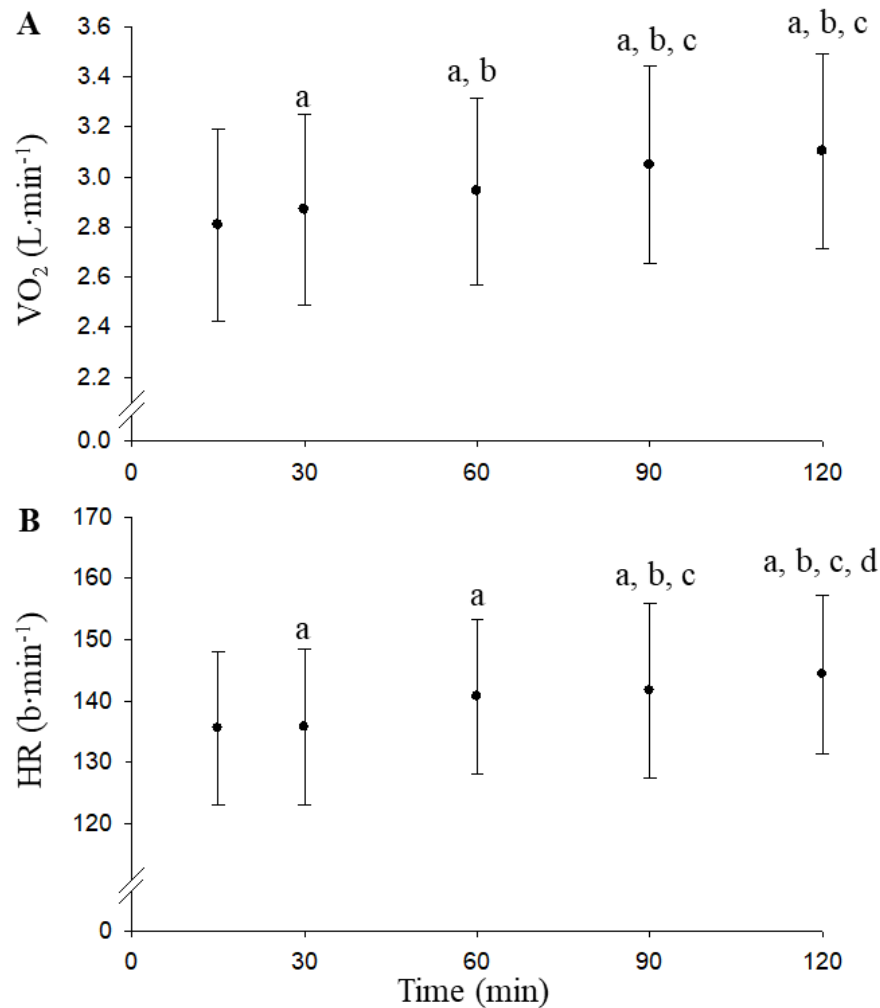 A
3.6
3.4
3.2
3.0
2.8
2.6
2.4
2.2
0.0
VO₂ (L·min⁻¹)
a
a, b
a, b, c
a, b, c
0 30 60 90 120
B
170
160
150
140
130
120
0
HR (b·min⁻¹)
a
a
a, b, c
a, b, c, d
0 30 60 90 120
Time (min)